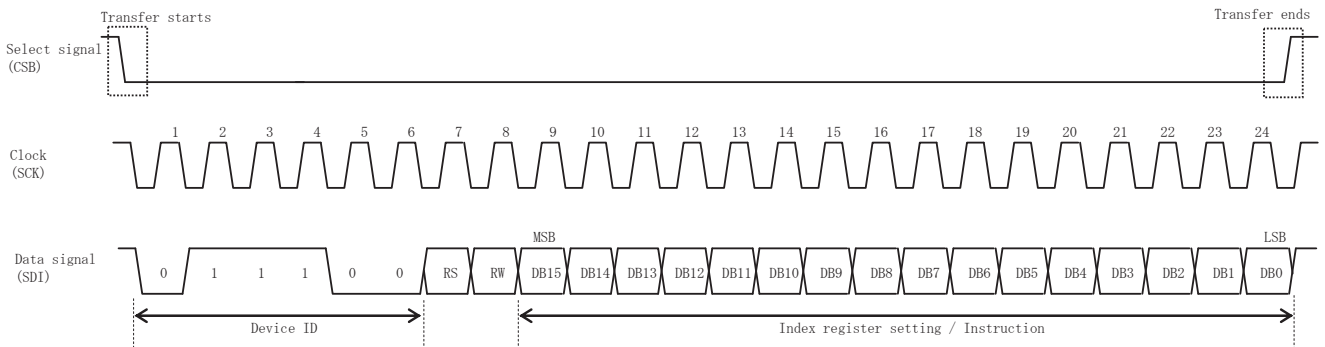 Transfer starts
Transfer ends
Select signal
(CSB)
1 2 3 4 5 6 7 8 9 10 11 12 13 14 15 16 17 18 19 20 21 22 23 24
Clock
(SCK)
MSB
LSB
Data signal
(SDI)
0 1 1 1 0 0 RS RW DB15 DB14 DB13 DB12 DB11 DB10 DB9 DB8 DB7 DB6 DB5 DB4 DB3 DB2 DB1 DB0
Device ID
Index register setting / Instruction